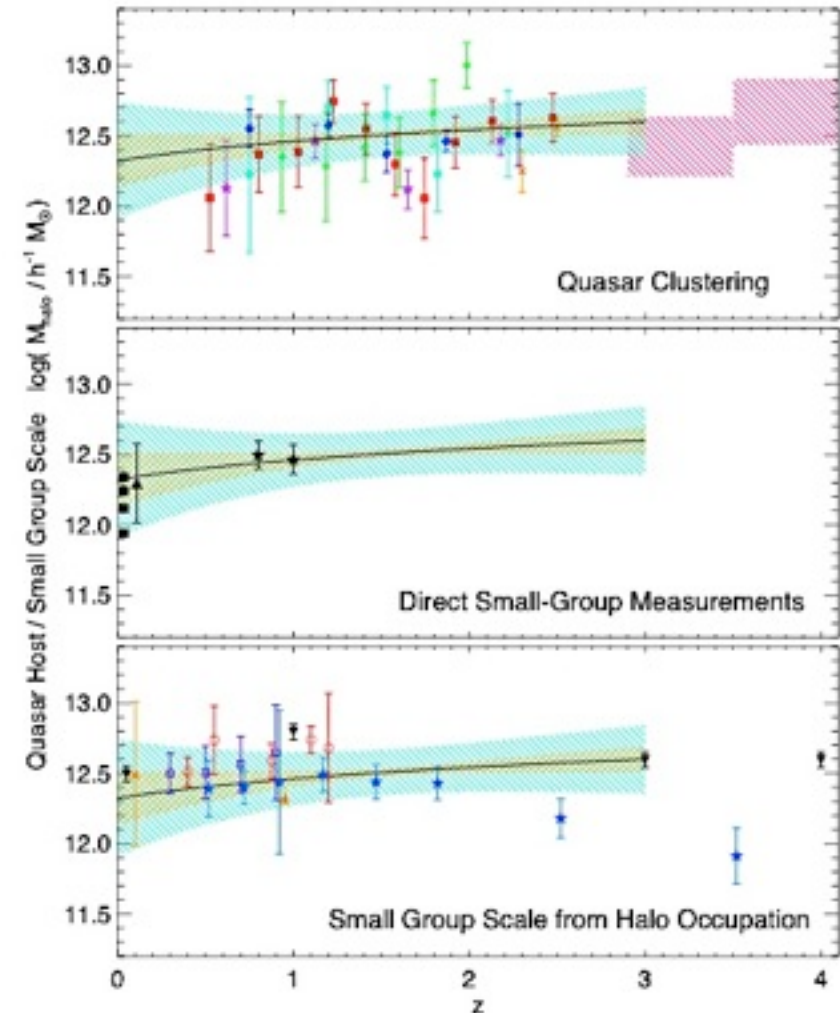 Quasar Host / Small Group Scale log( M_halo / h⁻¹ M_⊙)
13.0
12.5
12.0
11.5
Quasar Clustering
13.0
12.5
12.0
11.5
Direct Small-Group Measurements
13.0
12.5
12.0
11.5
Small Group Scale from Halo Occupation
0 1 2 3 4
z